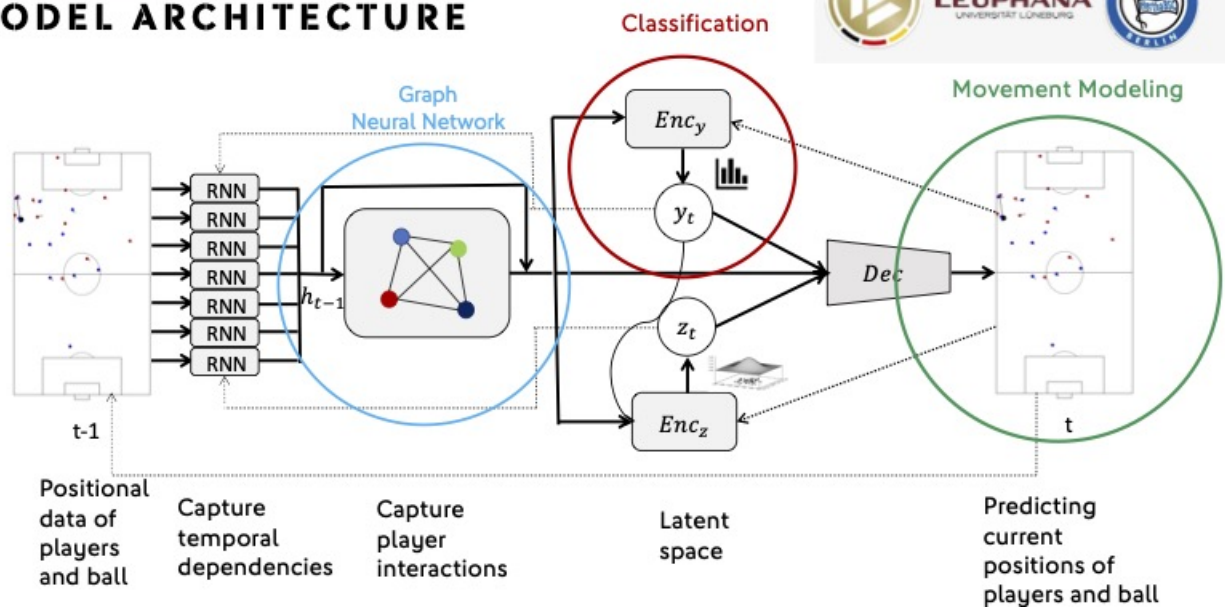 ODEL ARCHITECTURE
LEUPHANA
UNIVERSITÄT LÜNEBURG
BERLIN
Classification
Graph
Neural Network
Movement Modeling
Enc_y
RNN
RNN
RNN
RNN
RNN
RNN
RNN
h_{t-1}
y_t
Dec
z_t
Enc_z
t-1
t
Positional
data of
players
and ball
Capture
temporal
dependencies
Capture
player
interactions
Latent
space
Predicting
current
positions of
players and ball